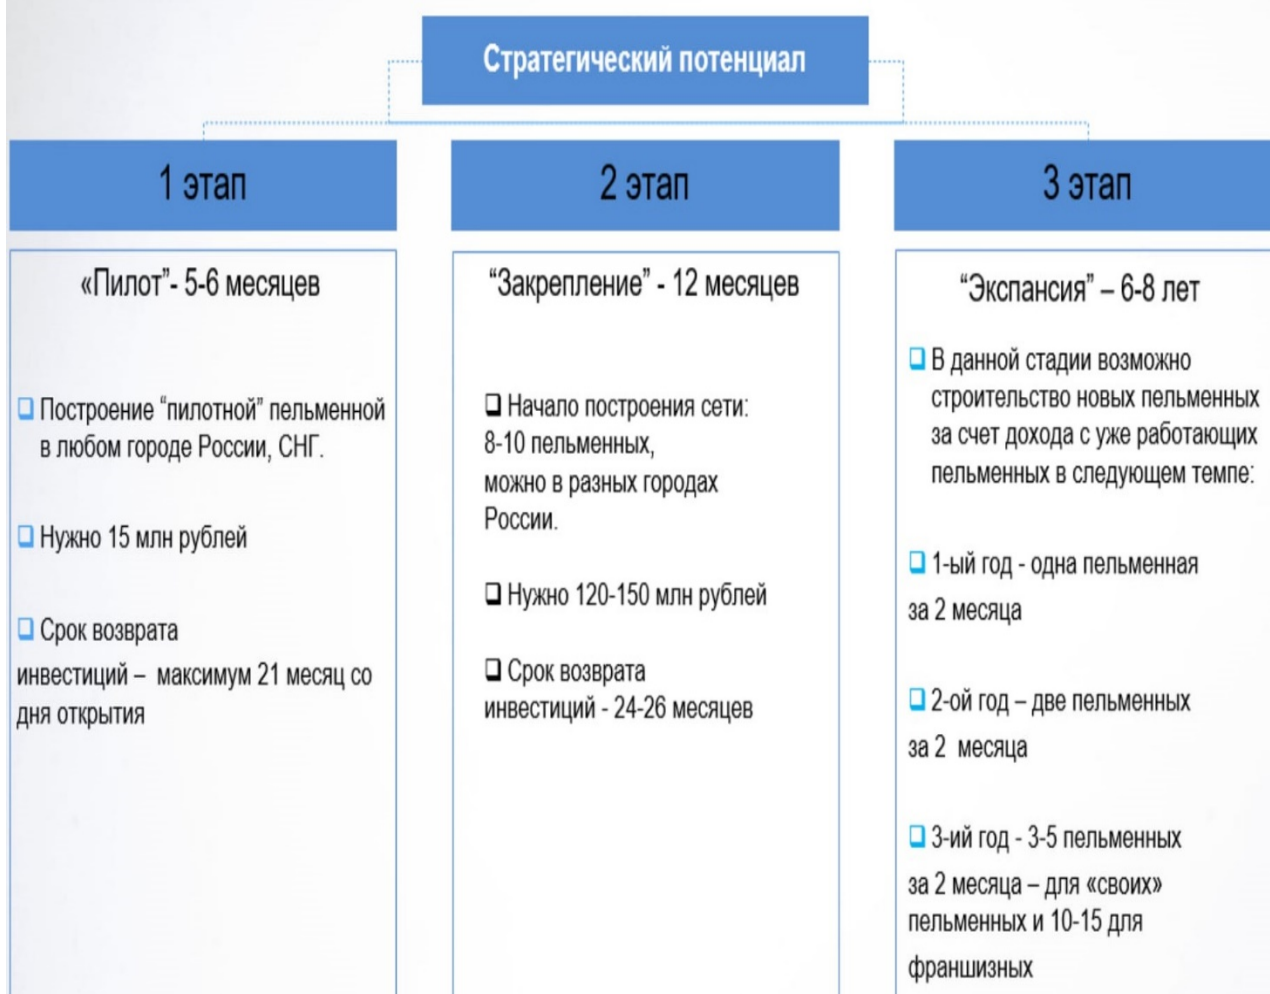 Стратегический потенциал
1 этап
«Пилот”- 5-6 месяцев
❑ Построение “пилотной” пельменной
в любом городе России, СНГ.
❑ Нужно 15 млн рублей
❑ Срок возврата
инвестиций – максимум 21 месяц со
дня открытия
2 этап
“Закрепление” - 12 месяцев
❑ Начало построения сети:
8-10 пельменных,
можно в разных городах
России.
❑ Нужно 120-150 млн рублей
❑ Срок возврата
инвестиций - 24-26 месяцев
3 этап
“Экспансия” – 6-8 лет
❑ В данной стадии возможно
строительство новых пельменных
за счет дохода с уже работающих
пельменных в следующем темпе:
❑ 1-ый год - одна пельменная
за 2 месяца
❑ 2-ой год – две пельменных
за 2 месяца
❑ 3-ий год - 3-5 пельменных
за 2 месяца – для «своих»
пельменных и 10-15 для
франшизных